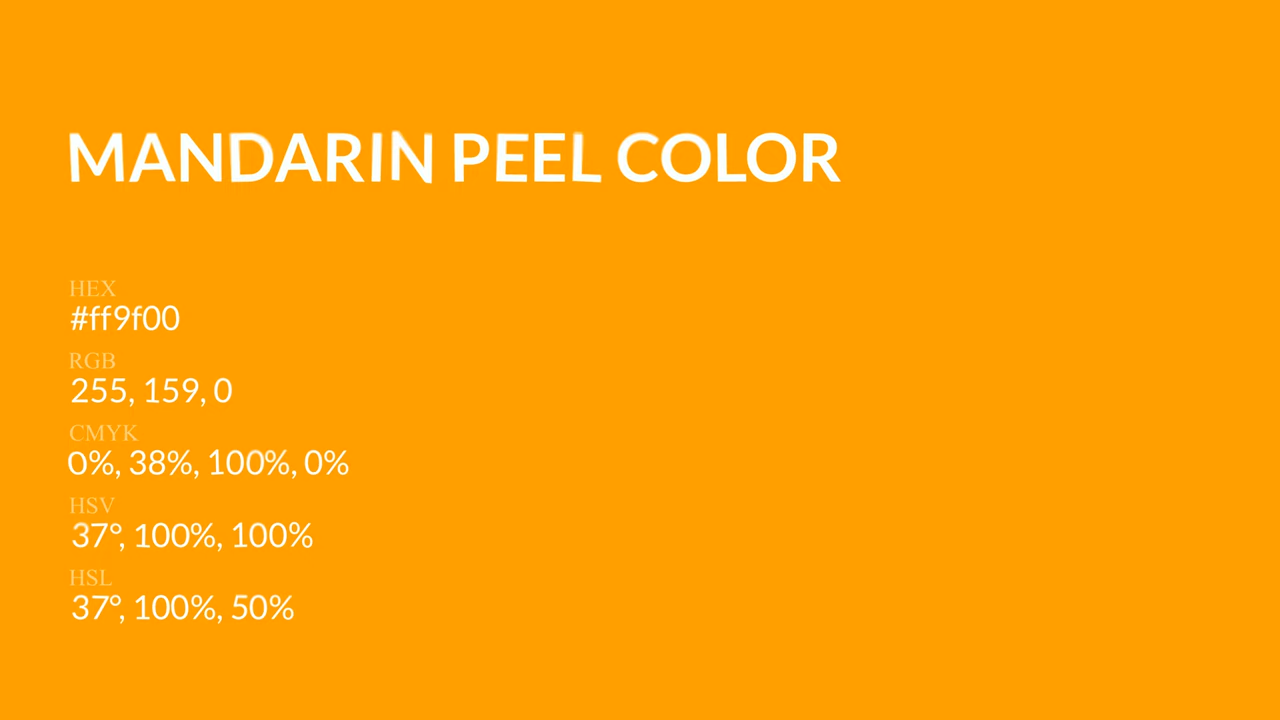 MANDARIN PEEL COLOR
HEX
#ff9f00
RGB
255, 159, 0
CMYK
0%, 38%, 100%, 0%
HSV
37°, 100%, 100%
HSL
37°, 100%, 50%